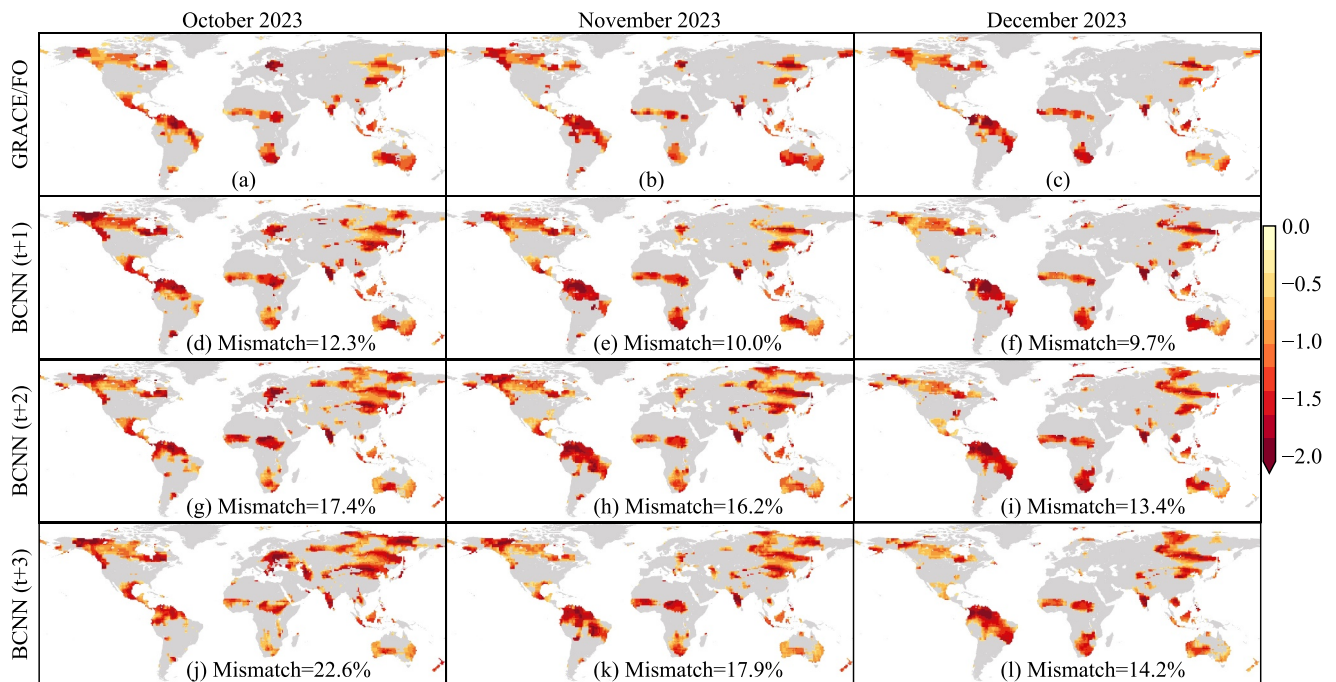 October 2023
November 2023
December 2023
GRACE/FO
(a)
(b)
(c)
BCNN (t+1)
(d) Mismatch=12.3%
(e) Mismatch=10.0%
(f) Mismatch=9.7%
BCNN (t+2)
(g) Mismatch=17.4%
(h) Mismatch=16.2%
(i) Mismatch=13.4%
BCNN (t+3)
(j) Mismatch=22.6%
(k) Mismatch=17.9%
(l) Mismatch=14.2%
0.0
−0.5
−1.0
−1.5
−2.0